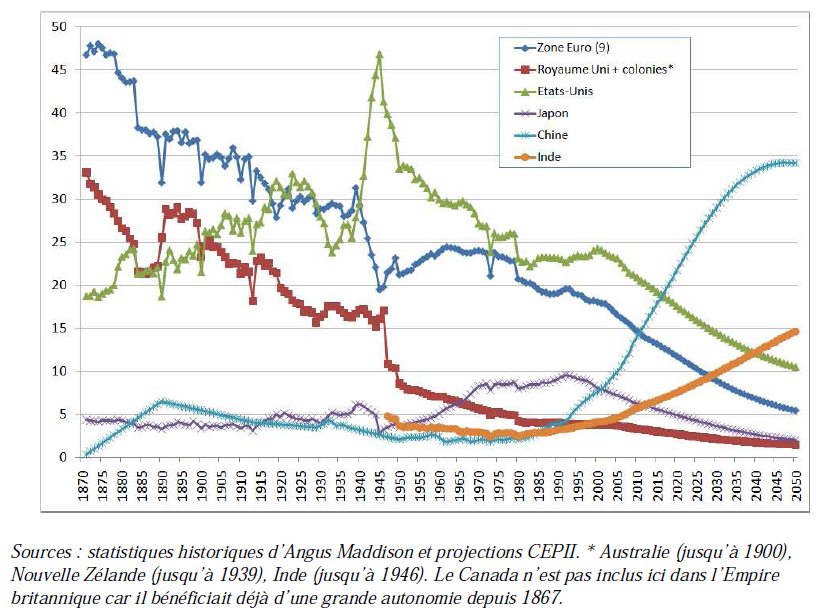 50
45
40
35
30
25
20
15
10
5
0
Zone Euro (9)
Royaume Uni + colonies*
Etats-Unis
Japon
Chine
Inde
1870 1875 1880 1885 1890 1895 1900 1905 1910 1915 1920 1925 1930 1935 1940 1945 1950 1955 1960 1965 1970 1975 1980 1985 1990 1995 2000 2005 2010 2015 2020 2025 2030 2035 2040 2045 2050
Sources : statistiques historiques d'Angus Maddison et projections CEPII. * Australie (jusqu'à 1900),
Nouvelle Zélande (jusqu'à 1939), Inde (jusqu'à 1946). Le Canada n'est pas inclus ici dans l'Empire
britannique car il bénéficiait déjà d'une grande autonomie depuis 1867.